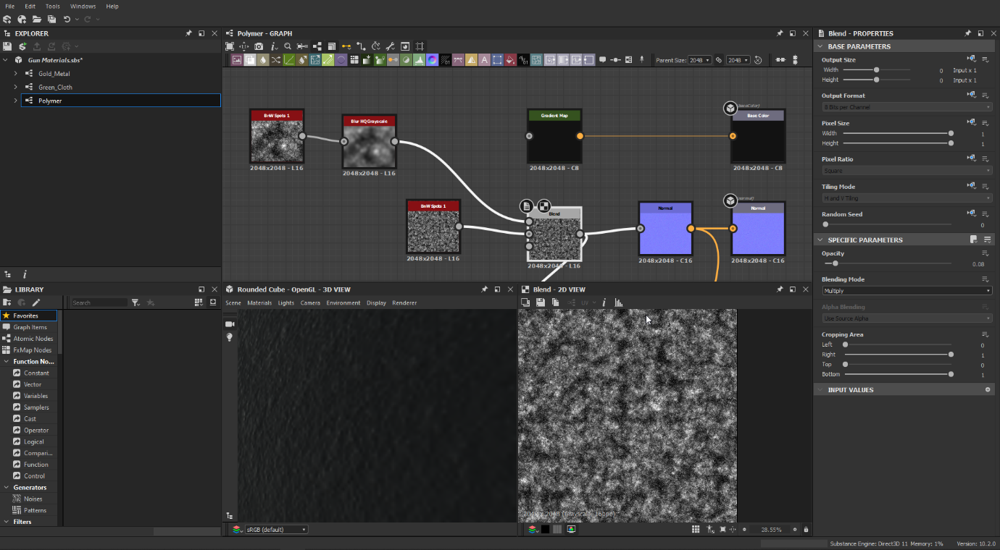 File Edit Tools Windows Help
EXPLORER
Gun Materials.sbs*
Gold_Metal
Green_Cloth
Polymer
LIBRARY
Search
Favorites
Graph Items
Atomic Nodes
FxMap Nodes
Function No...
Constant
Vector
Variables
Samplers
Cast
Operator
Logical
Compari...
Function
Control
Generators
Noises
Patterns
Filters
Polymer - GRAPH
Parent Size: 2048 2048
BnW Spots 1
2048x2048 - L16
Blur HQ Grayscale
2048x2048 - L16
Gradient Map
2048x2048 - C8
Base Color
2048x2048 - C8
BnW Spots 1
2048x2048 - L16
Blend
2048x2048 - L16
Normal
2048x2048 - C16
Normal
2048x2048 - C16
Rounded Cube - OpenGL - 3D VIEW
Scene Materials Lights Camera Environment Display Renderer
sRGB (default)
Blend - 2D VIEW
UV
2048 x 2048 (Grayscale, 16bpc)
28.55%
Blend - PROPERTIES
BASE PARAMETERS
Output Size
Width 0 Input x 1
Height 0 Input x 1
Output Format
8 Bits per Channel
Pixel Size
Width 1
Height 1
Pixel Ratio
Square
Tiling Mode
H and V Tiling
Random Seed
0
SPECIFIC PARAMETERS
Opacity
0.08
Blending Mode
Multiply
Alpha Blending
Use Source Alpha
Cropping Area
Left 0
Right 1
Top 0
Bottom 1
INPUT VALUES
Substance Engine: Direct3D 11 Memory: 1% Version: 10.2.0